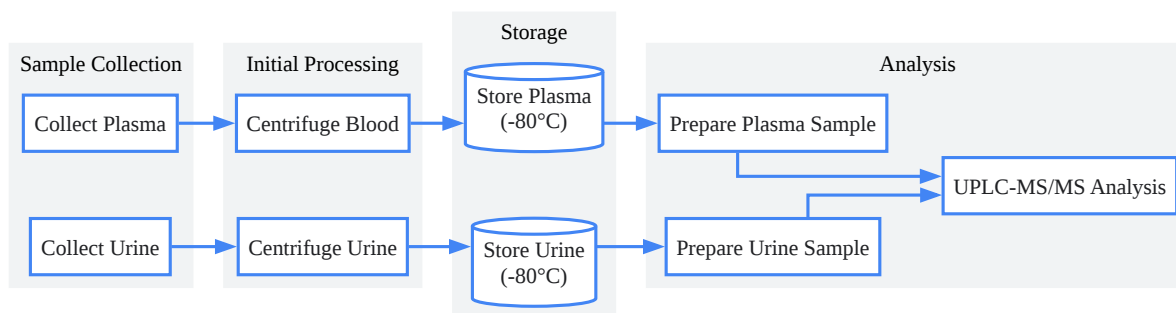 Storage
Sample Collection
Initial Processing
Analysis
Collect Plasma
Centrifuge Blood
Store Plasma
(-80°C)
Prepare Plasma Sample
UPLC-MS/MS Analysis
Collect Urine
Centrifuge Urine
Store Urine
(-80°C)
Prepare Urine Sample